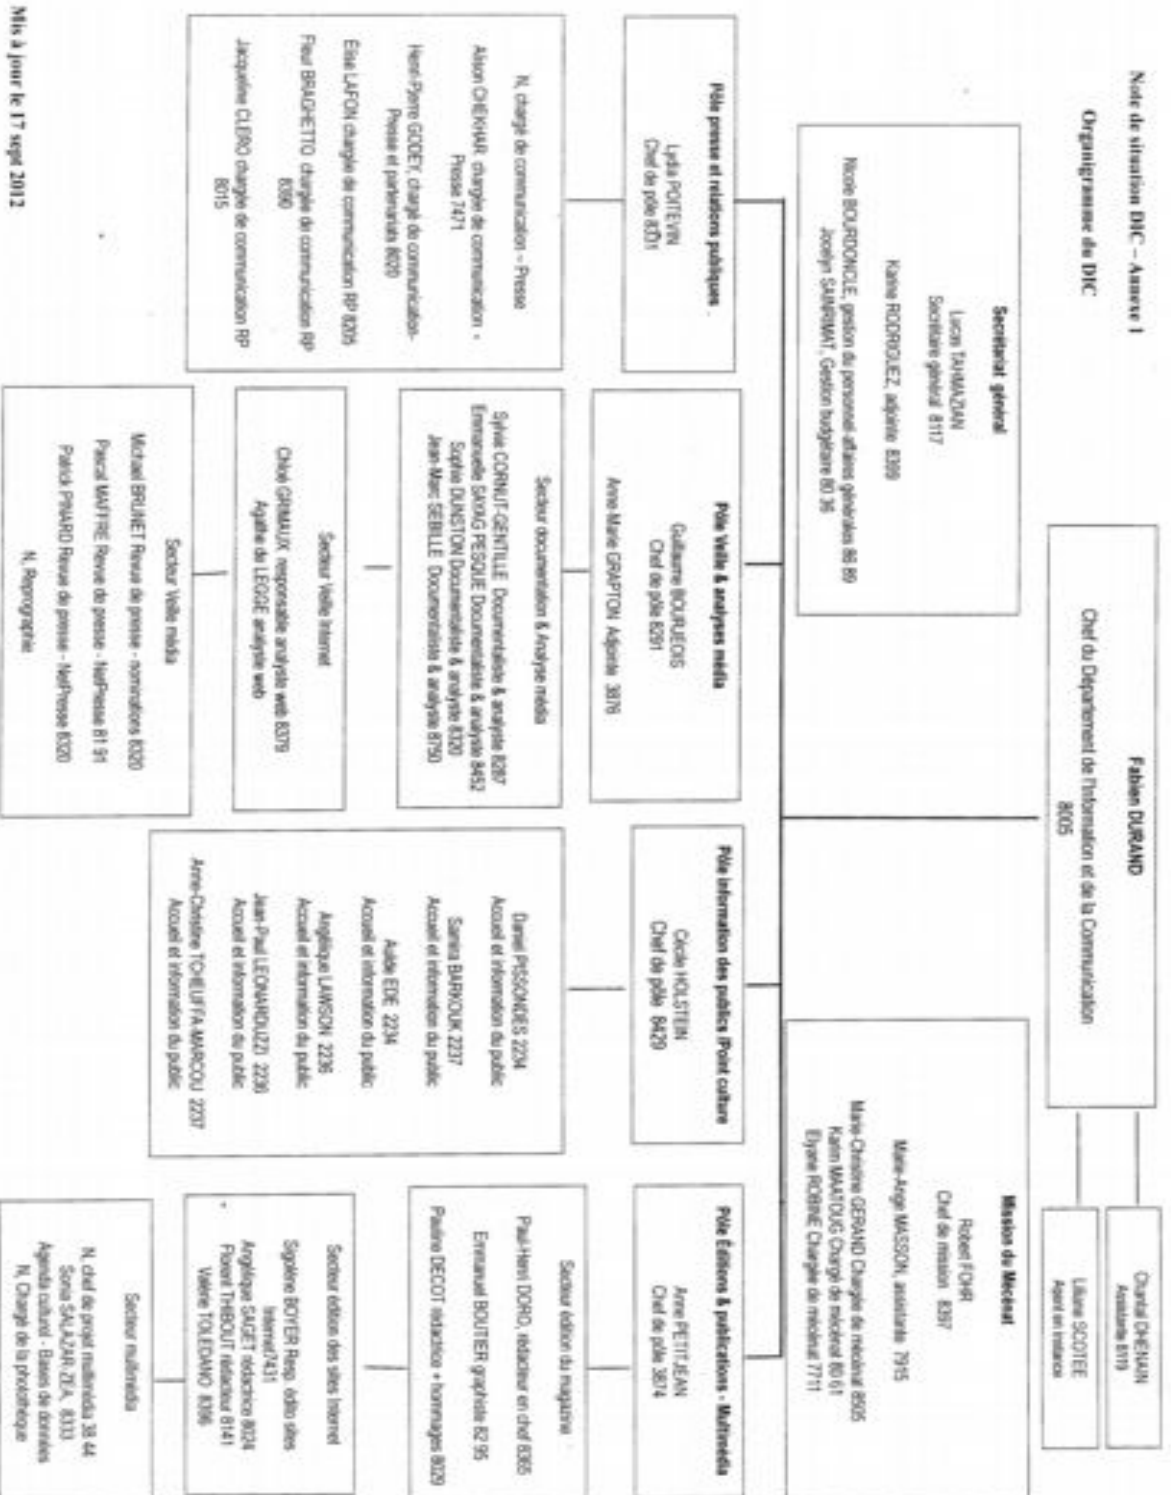 Note de situation DIC – Annexe 1
Organigramme du DIC
Fabien DURAND
Chef du Département de l'Information et de la Communication
8005
Chantal DHENAIN
Assistante 8119
Liliane SCOTEE
Agent en instance
Secrétariat général
Lucas TAHMAZIAN
Secrétaire général 8117
Karine RODRIGUEZ, adjointe 8399
Nicole BOURDONCLE, gestion du personnel affaires générales 86 89
Jocelyn SAINRIMAT, Gestion budgétaire 80 36
Mission du Mécénat
Robert FOHR
Chef de mission 8397
Marie-Ange MASSON, assistante 7915
Marie-Christine GERAND Chargée de mécénat 8505
Karim MAATOUG Chargé de mécénat 80 61
Elyane ROBINE Chargée de mécénat 7711
Pôle presse et relations publiques
Lydia POITEVIN
Chef de pôle 8331
N, chargé de communication – Presse
Alison CHEKHAR chargée de communication -
Presse 7471
Henri-Pierre GODEY, chargé de communication-
Presse et partenariats 8020
Élise LAFON chargée de communication RP 8205
Fleur BRAGHETTO chargée de communication RP
8390
Jacqueline CLERO chargée de communication RP
8015
Pôle Veille & analyses média
Guillaume BOURJEOIS
Chef de pôle 8291
Anne-Marie GRAPTON Adjointe 3876
Secteur documentation & Analyse média
Sylvie CORNUT-GENTILLE Documentaliste & analyste 8287
Emmanuelle SAYAG PESQUE Documentaliste & analyste 8452
Sophie DUNSTON Documentaliste & analyste 8320
Jean-Marc SEBILLE Documentaliste & analyste 8750
Secteur Veille Internet
Chloé GRIMAUX responsable analyste web 8379
Agathe de LEGGE analyste web
Secteur Veille média
Michael BRUNET Revue de presse - nominations 8320
Pascal MAFFRE Revue de presse - NetPresse 81 91
Patrick PINARD Revue de presse - NetPresse 8320
N, Reprographie
Pôle information des publics (Point culture
Cécile HOLSTEIN
Chef de pôle 8429
Daniel PISSONDES 2234
Accueil et information du public
Samira BARKOUK 2237
Accueil et information du public
EDE 2234
Accueil et information du public
Angélique LAWSON 2236
Accueil et information du public
Jean-Paul LEONARDUZZI 2236
Accueil et information du public
Anne-Christine TCHEUFFA-MARCOU 2237
Accueil et information du public
Pôle Éditions & publications - Multimédia
Anne PETITJEAN
Chef de pôle 3874
Secteur édition du magazine
Paul-Henri DORO, rédacteur en chef 8365
Emmanuel BOUTIER graphiste 82 95
Pauline DECOT rédactrice + hommages 8029
Secteur édition des sites Internet
Sigolène BOYER Resp. édito sites
Internet7431
Angélique SAGET rédactrice 8024
Florent THIBOUT rédacteur 8141
Valérie TOLEDANO 8396
Secteur multimédia
N, chef de projet multimédia 38 44
Sonia SALAZAR ZEA, 8333
Agenda culturel - Bases de données
N, Chargé de la photothèque
Mis à jour le 17 sept 2012